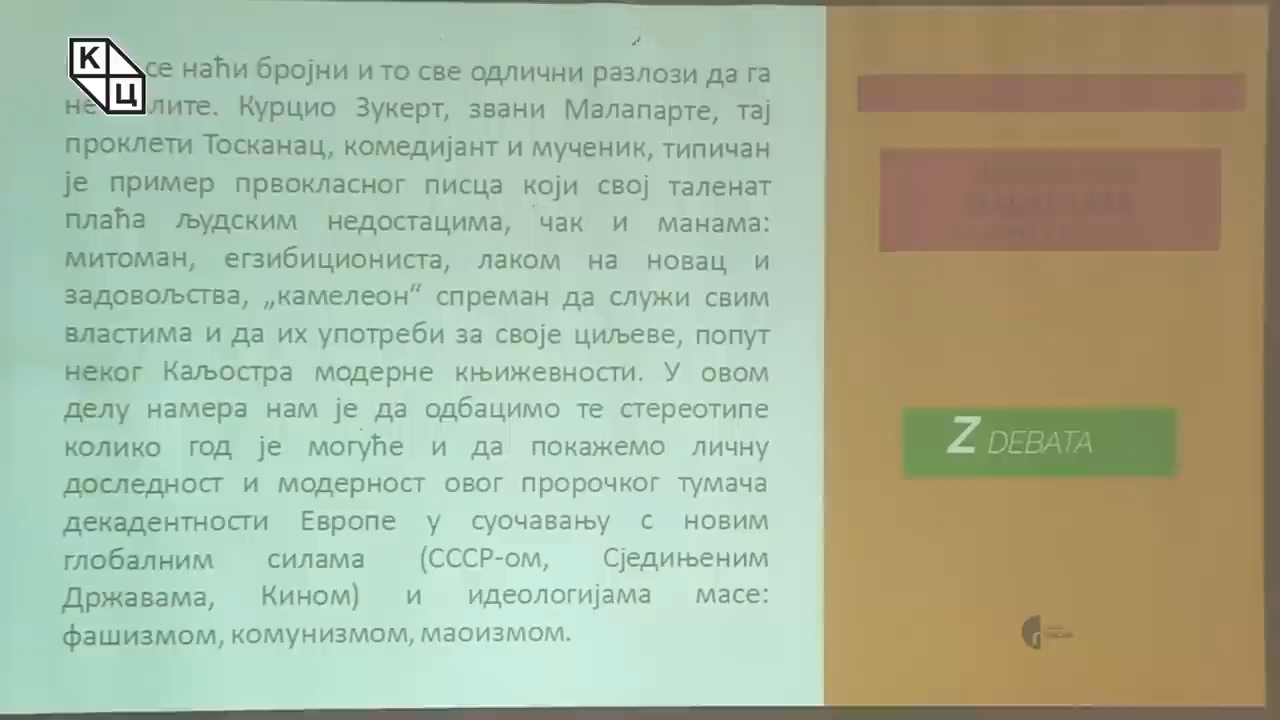 К
Ц
се наћи бројни и то све одлични разлози да га
не
лите. Курцио Зукерт, звани Малапарте, тај
проклети Тосканац, комедијант и мученик, типичан
је пример првокласног писца који свој таленат
плаћа људским недостацима, чак и манама:
митоман, егзибициониста, лаком на новац и
задовољства, „камелеон“ спреман да служи свим
властима и да их употреби за своје циљеве, попут
неког Каљостра модерне књижевности. У овом
делу намера нам је да одбацимо те стереотипе
колико год је могуће и да покажемо личну
доследност и модерност овог пророчког тумача
декадентности Европе у суочавању с новим
глобалним силама (СССР-ом, Сједињеним
Државама, Кином) и идеологијама масе:
фашизмом, комунизмом, маоизмом.
Z DEBATA